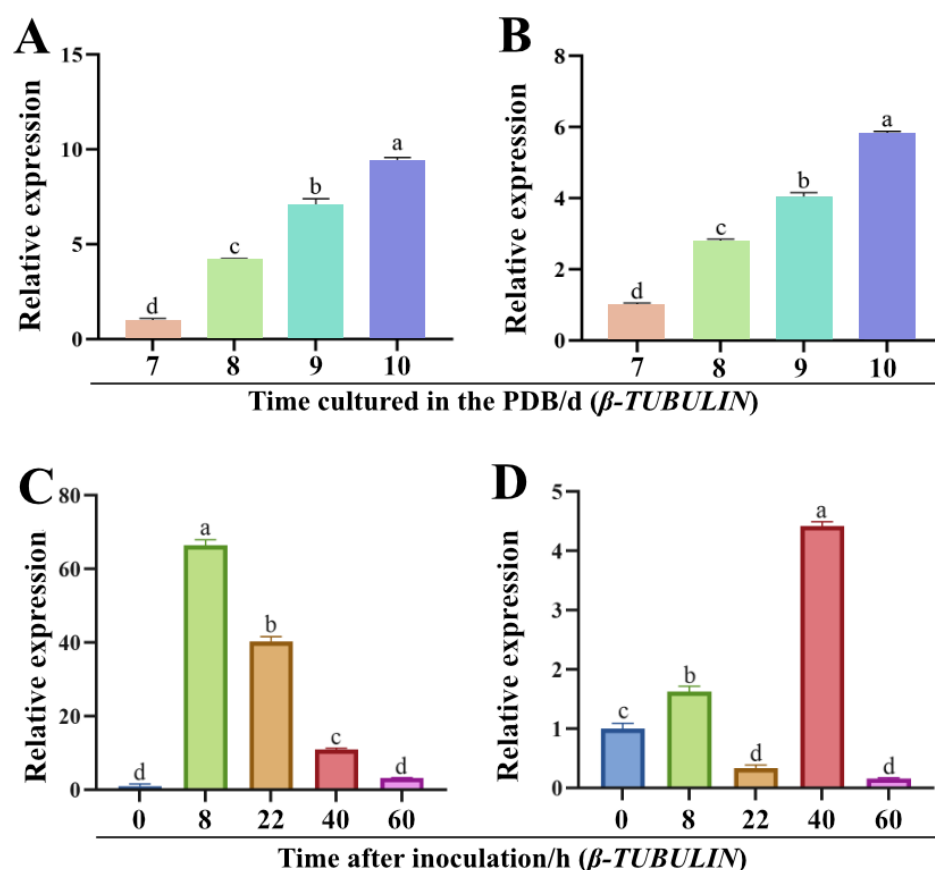 A
B
Relative expression
15
10
5
0
d
c
b
a
7 8 9 10
Relative expression
8
6
4
2
0
d
c
b
a
7 8 9 10
Time cultured in the PDB/d (β-TUBULIN)
C
D
Relative expression
80
60
40
20
0
d
a
b
c
d
0 8 22 40 60
Relative expression
5
4
3
2
1
0
c
b
d
a
d
0 8 22 40 60
Time after inoculation/h (β-TUBULIN)